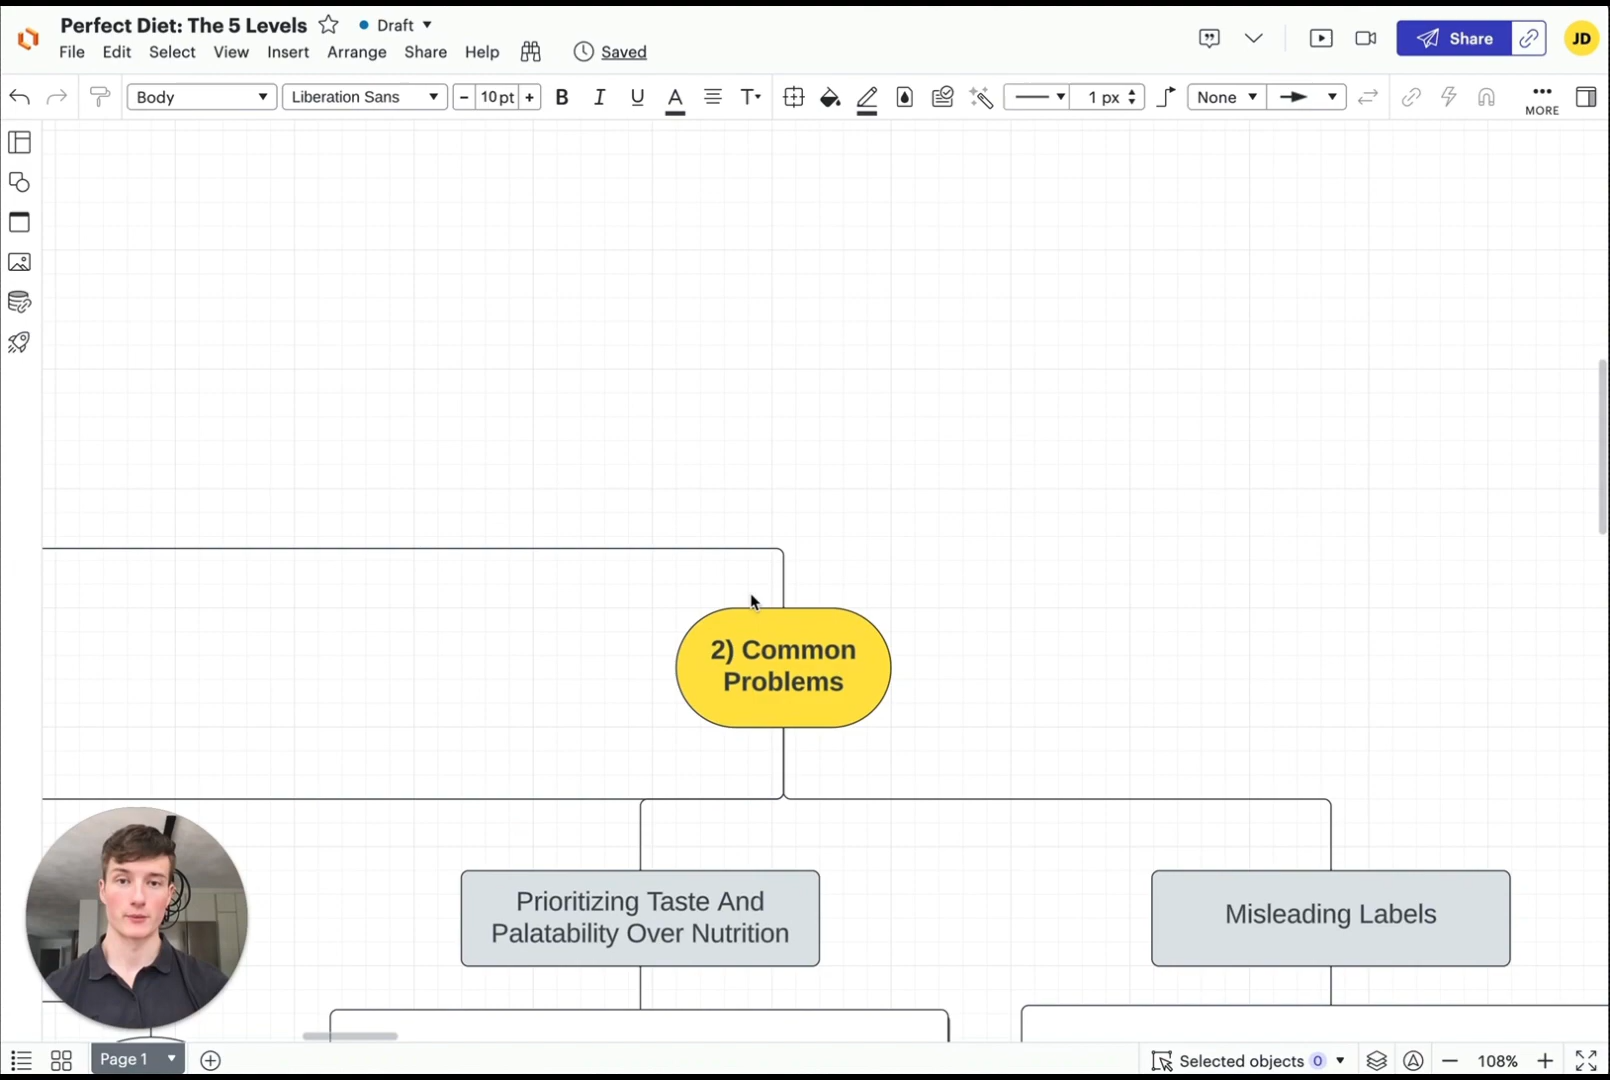 Perfect Diet: The 5 Levels Draft
File Edit Select View Insert Arrange Share Help Saved
Share
JD
Body Liberation Sans - 10 pt + B I U A T 1 px None MORE
2) Common
Problems
Prioritizing Taste And
Palatability Over Nutrition
Misleading Labels
Page 1 Selected objects 0 108%